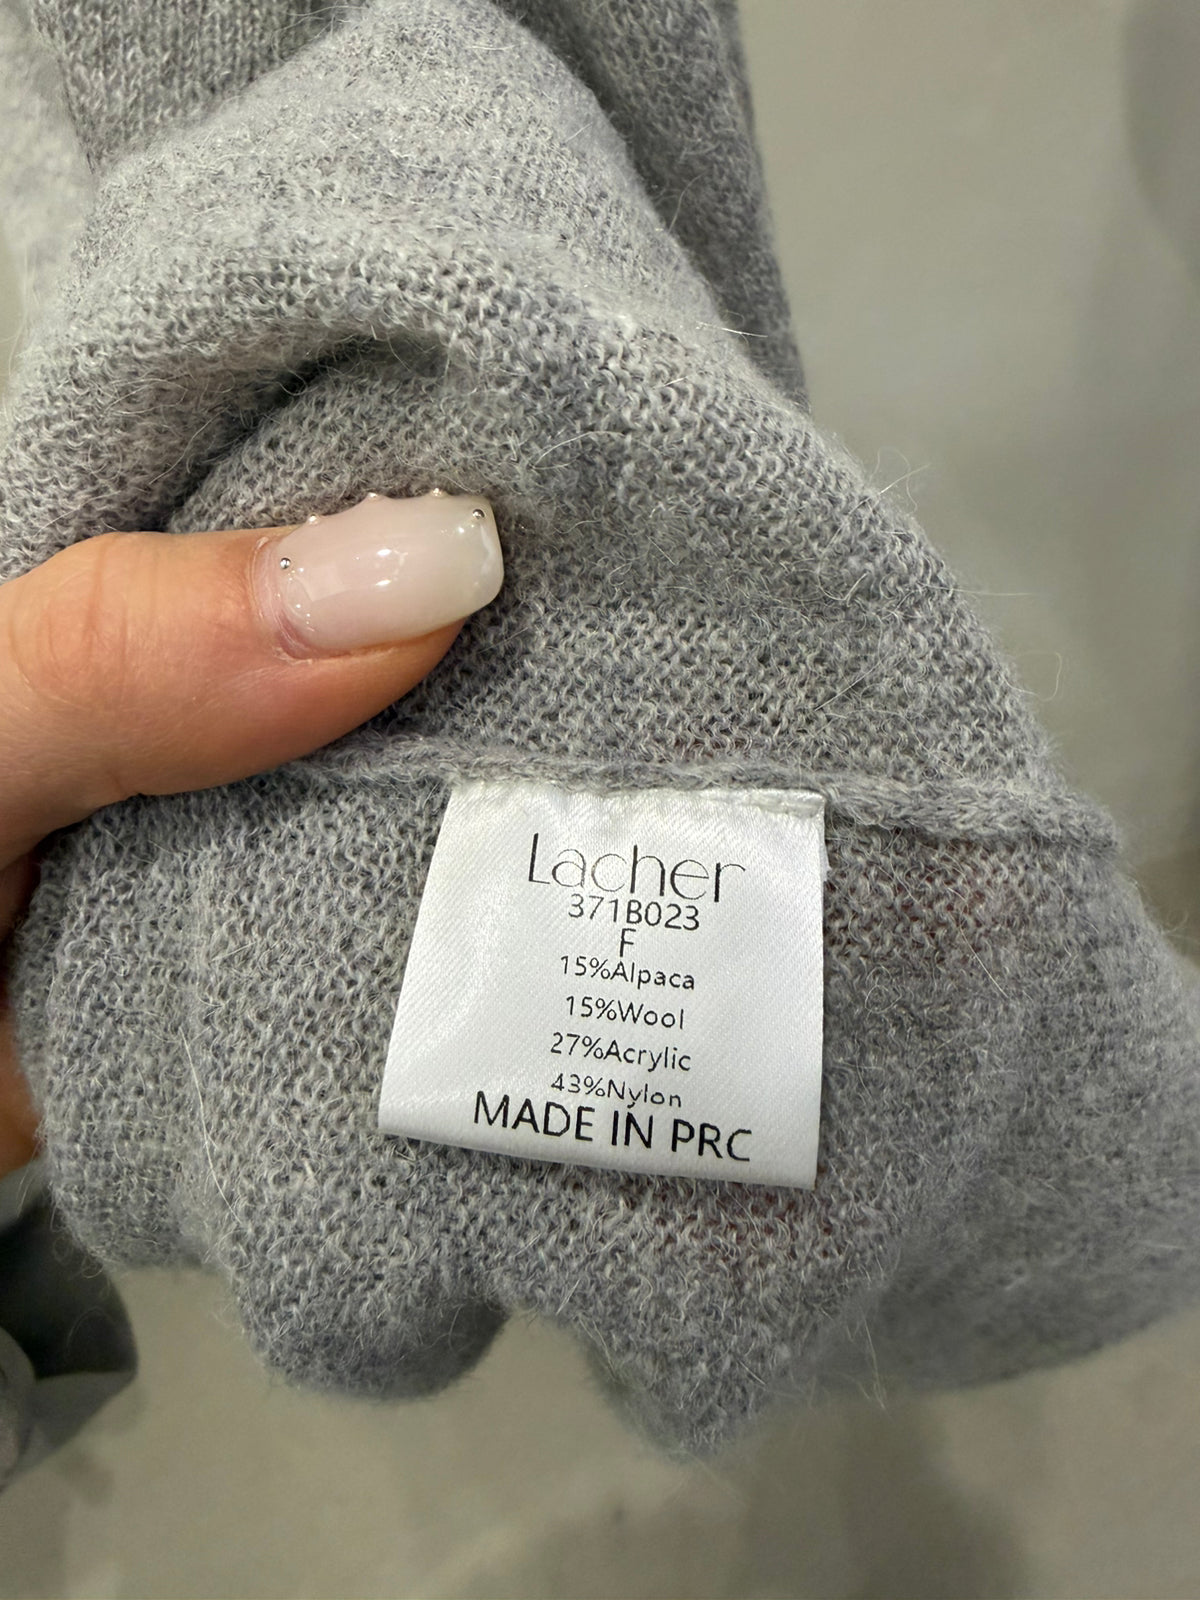 Lacher
371B023
F
15%Alpaca
15%Wool
27%Acrylic
43%Nylon
MADE IN PRC